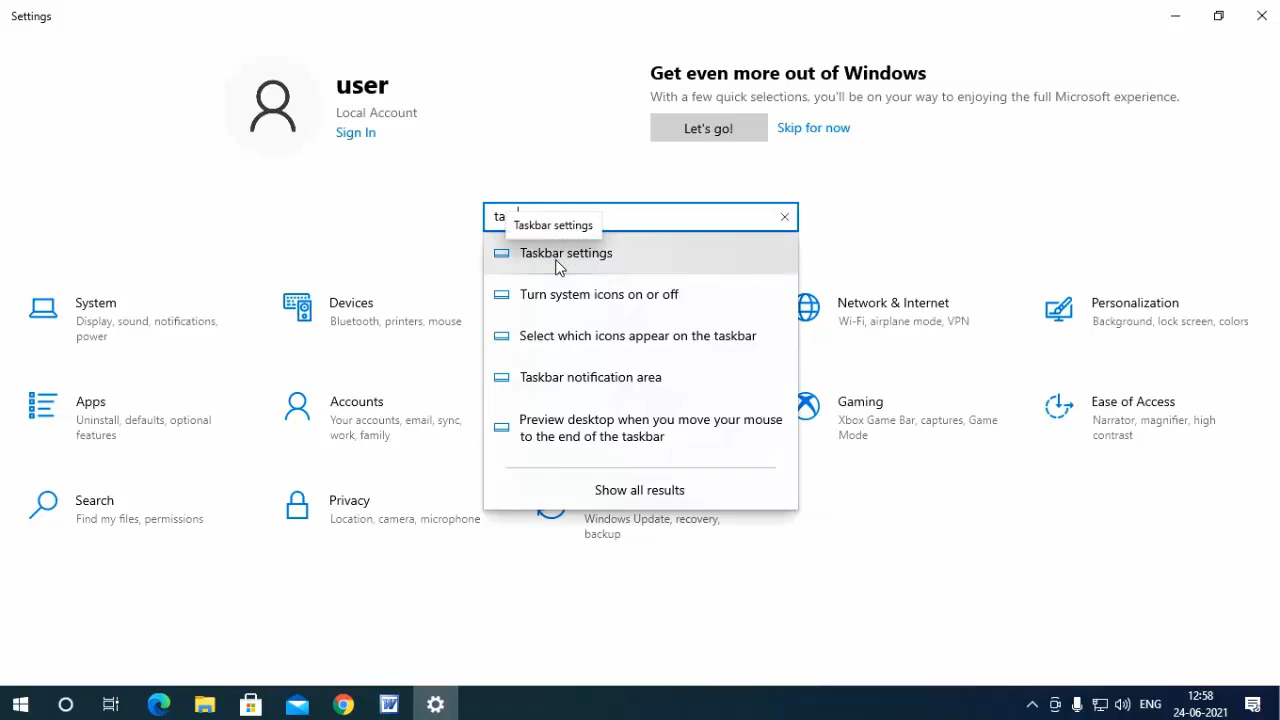 Settings
user
Local Account
Sign In
Get even more out of Windows
With a few quick selections, you'll be on your way to enjoying the full Microsoft experience.
Let's go!
Skip for now
ta
Taskbar settings
Taskbar settings
Turn system icons on or off
Select which icons appear on the taskbar
Taskbar notification area
Preview desktop when you move your mouse
to the end of the taskbar
Show all results
System
Display, sound, notifications,
power
Devices
Bluetooth, printers, mouse
Network & Internet
Wi-Fi, airplane mode, VPN
Personalization
Background, lock screen, colors
Apps
Uninstall, defaults, optional
features
Accounts
Your accounts, email, sync,
work, family
Gaming
Xbox Game Bar, captures, Game
Mode
Ease of Access
Narrator, magnifier, high
contrast
Search
Find my files, permissions
Privacy
Location, camera, microphone
Windows Update, recovery,
backup
ENG
12:58
24-06-2021